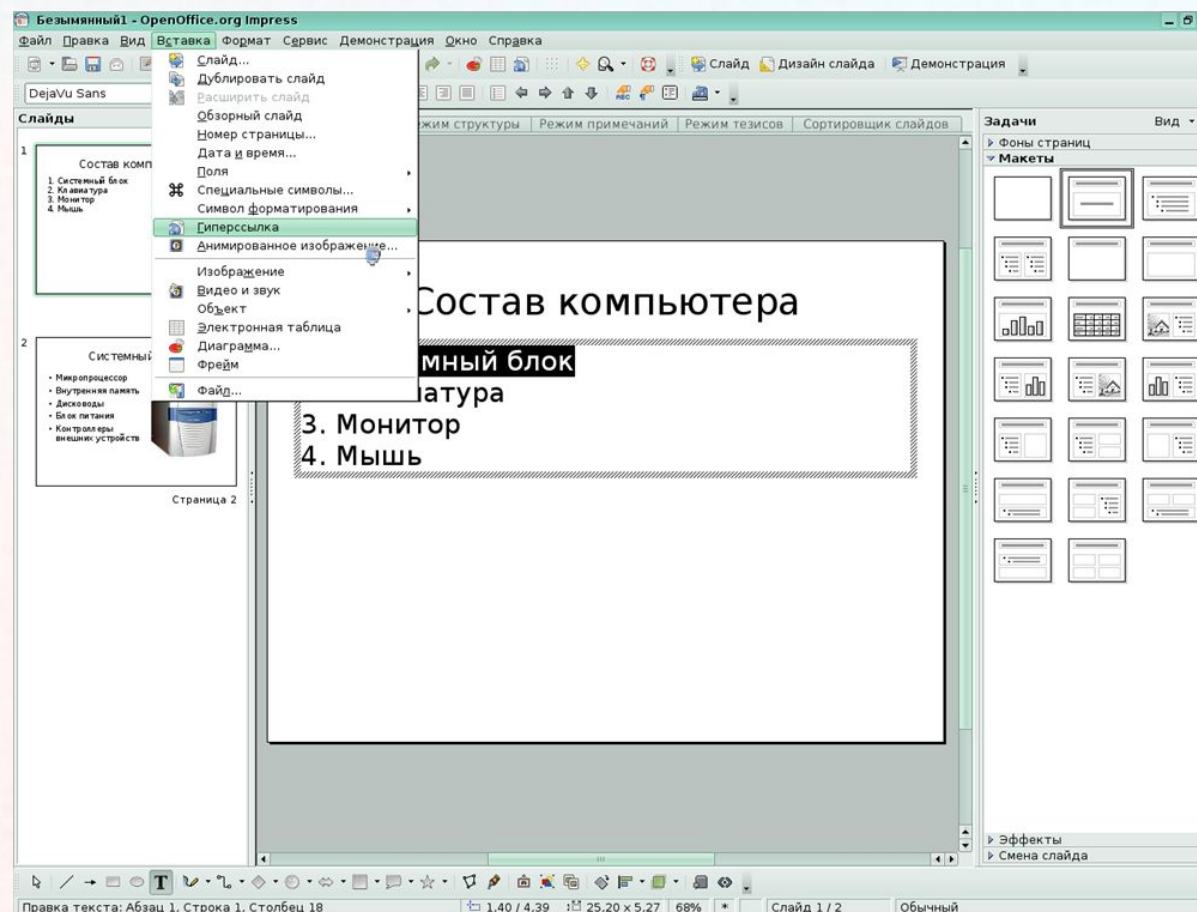 Безымянный1 - OpenOffice.org Impress
Файл Правка Вид Вставка Формат Сервис Демонстрация Окно Справка
Слайд Дизайн слайда Демонстрация
DejaVu Sans
Слайд...
Дублировать слайд
Расширить слайд
Обзорный слайд
Номер страницы...
Дата и время...
Поля
Специальные символы...
Символ форматирования
Гиперссылка
Анимированное изображение...
Изображение
Видео и звук
Объект
Электронная таблица
Диаграмма...
Фрейм
Файл...
Слайды
1
Состав комп
1. Системный блок
2. Клавиатура
3. Монитор
4. Мышь
2
Системный
• Микропроцессор
• Внутренняя память
• Дисководы
• Блок питания
• Контроллеры
внешних устройств
Страница 2
жим структуры Режим примечаний Режим тезисов Сортировщик слайдов
Состав компьютера
мный блок
иатура
3. Монитор
4. Мышь
Задачи Вид
Фоны страниц
Макеты
Эффекты
Смена слайда
Правка текста: Абзац 1, Строка 1, Столбец 18 1,40 / 4,39 25,20 x 5,27 68% * Слайд 1 / 2 Обычный